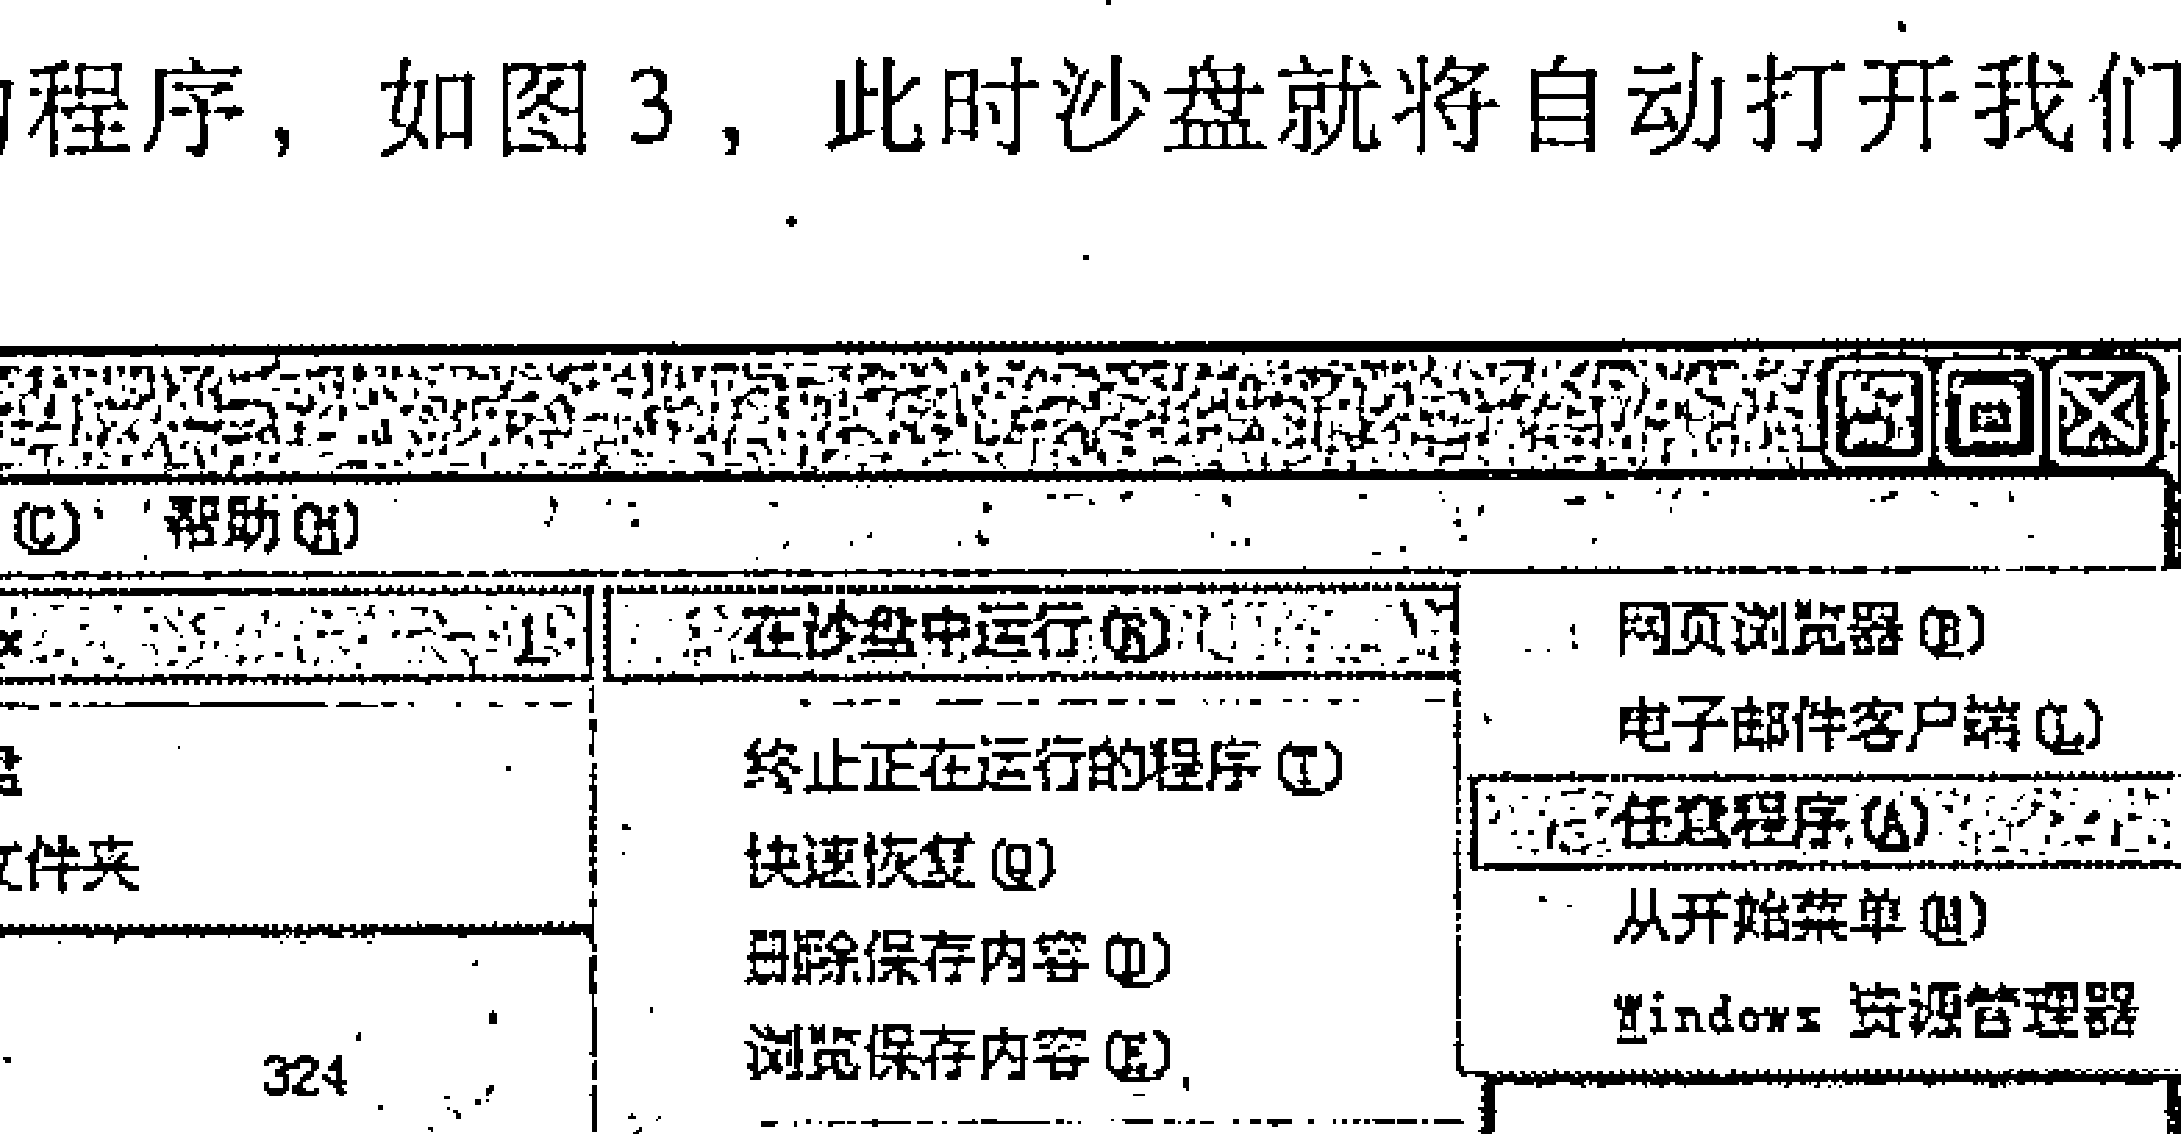 程序，如图3，此时沙盘就将自动打开我们
(C) 帮助(H)
在沙盘中运行(R)
网页浏览器(B)
电子邮件客户端(L)
终止正在运行的程序(T)
任意程序(A)
快速恢复(Q)
文件夹
从开始菜单(M)
删除保存内容(D)
Windows 资源管理器
浏览保存内容(E)
324